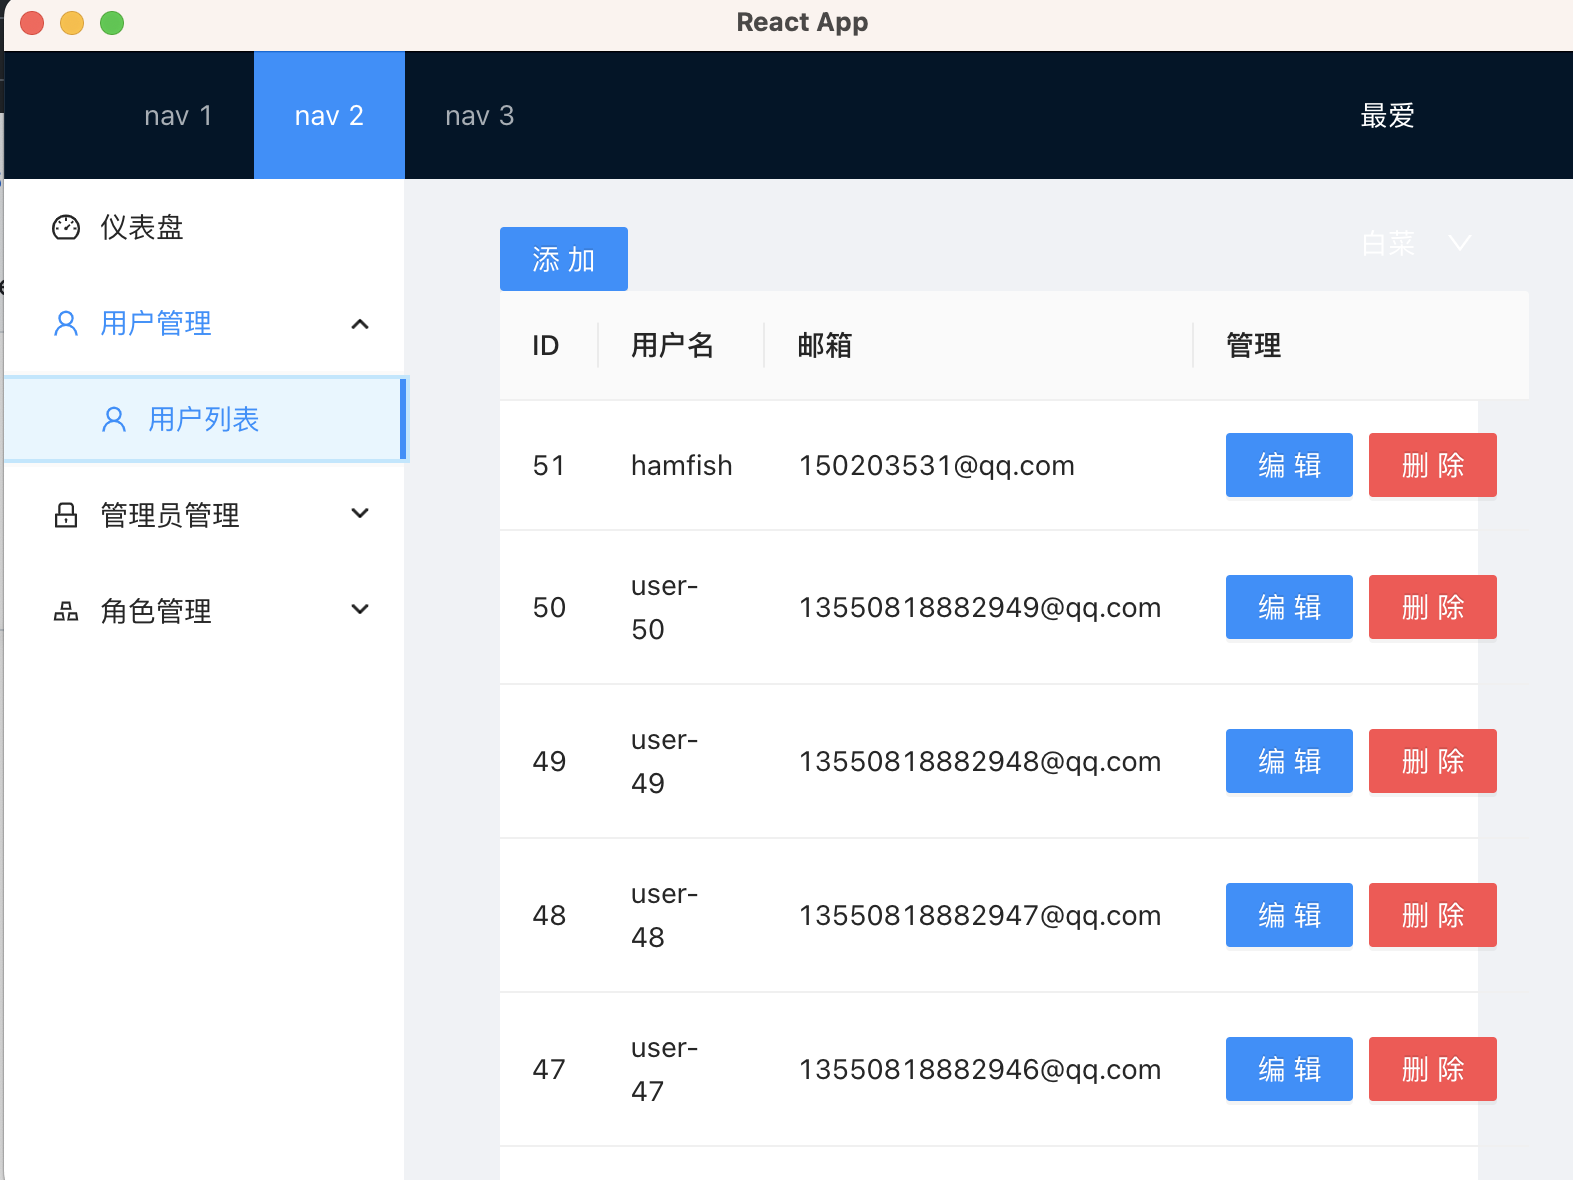 React App
nav 1
nav 2
nav 3
最爱
白菜
仪表盘
用户管理
用户列表
管理员管理
角色管理
添 加
ID 用户名 邮箱 管理
51 hamfish 150203531@qq.com 编 辑 删 除
50 user-
50 13550818882949@qq.com 编 辑 删 除
49 user-
49 13550818882948@qq.com 编 辑 删 除
48 user-
48 13550818882947@qq.com 编 辑 删 除
47 user-
47 13550818882946@qq.com 编 辑 删 除